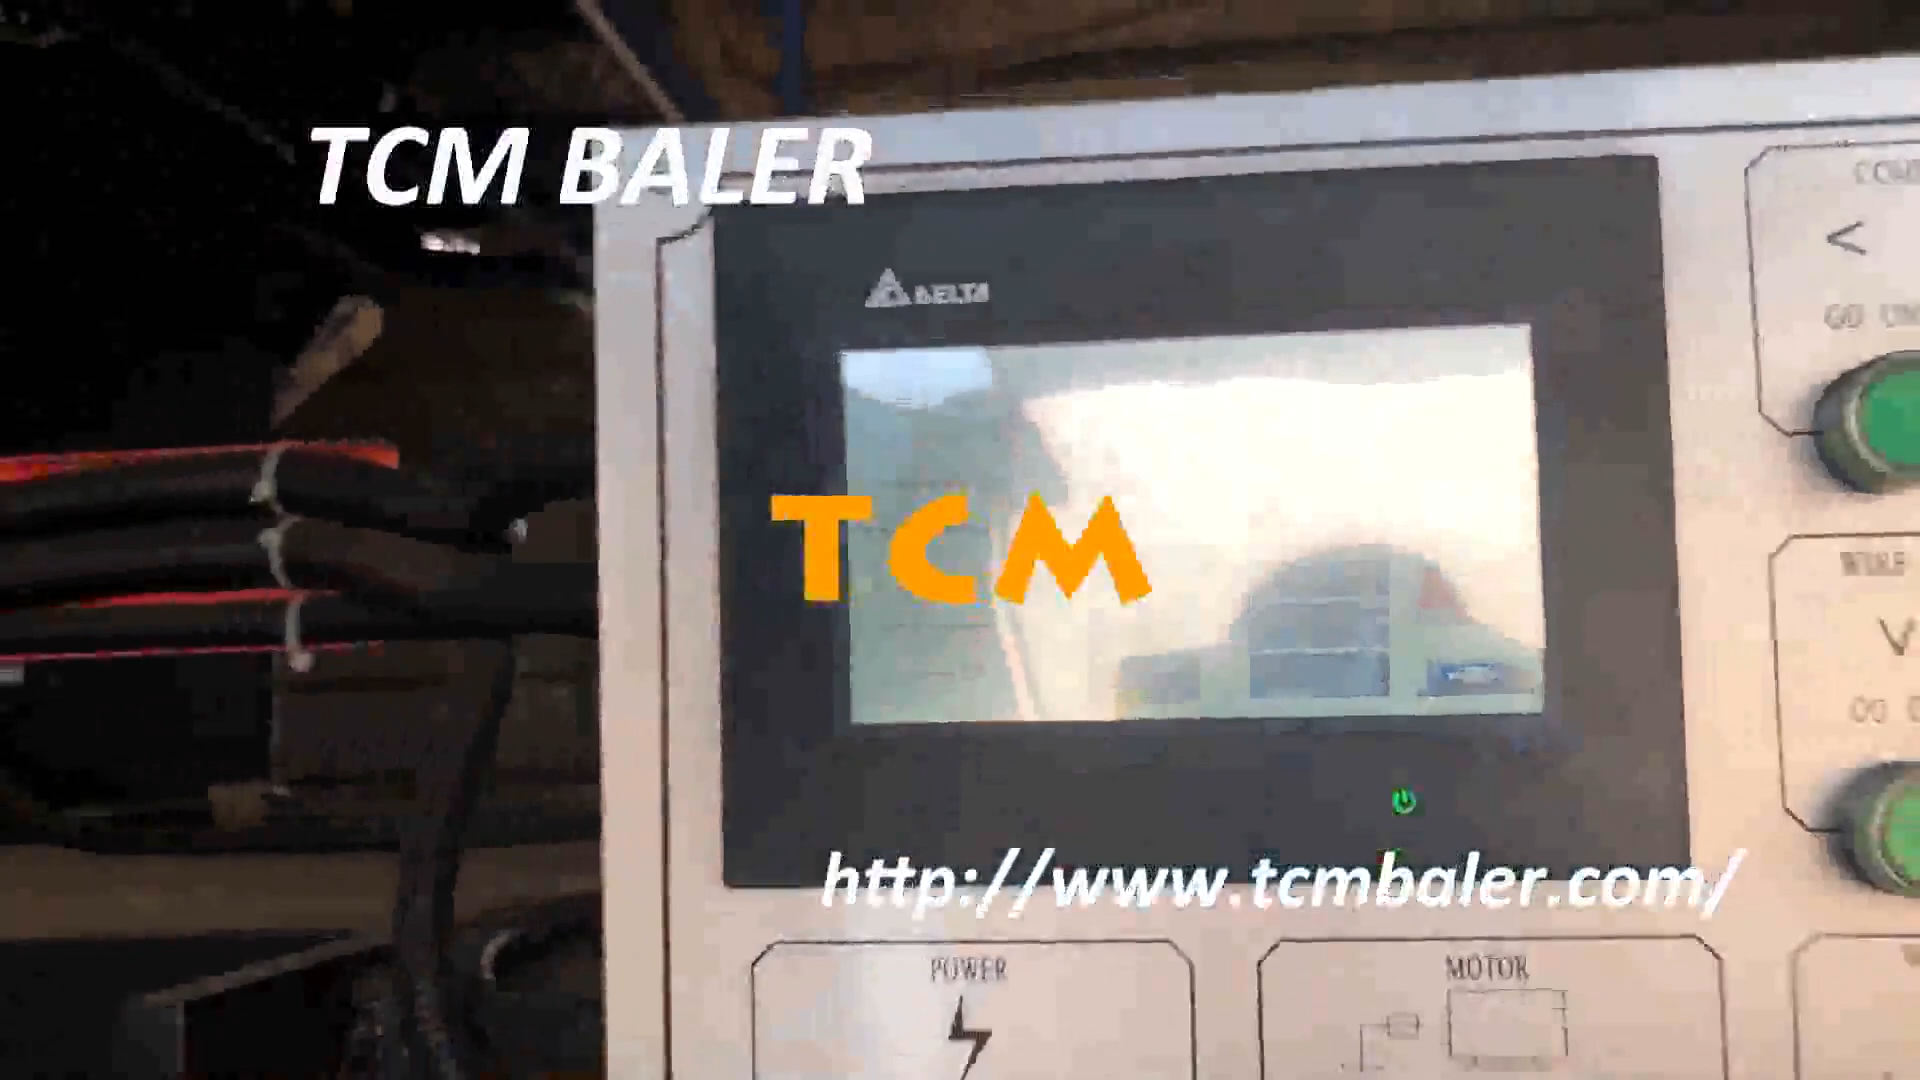 TCM BALER
DELTA
<
TCM
http://www.tcmbaler.com/
POWER
MOTOR